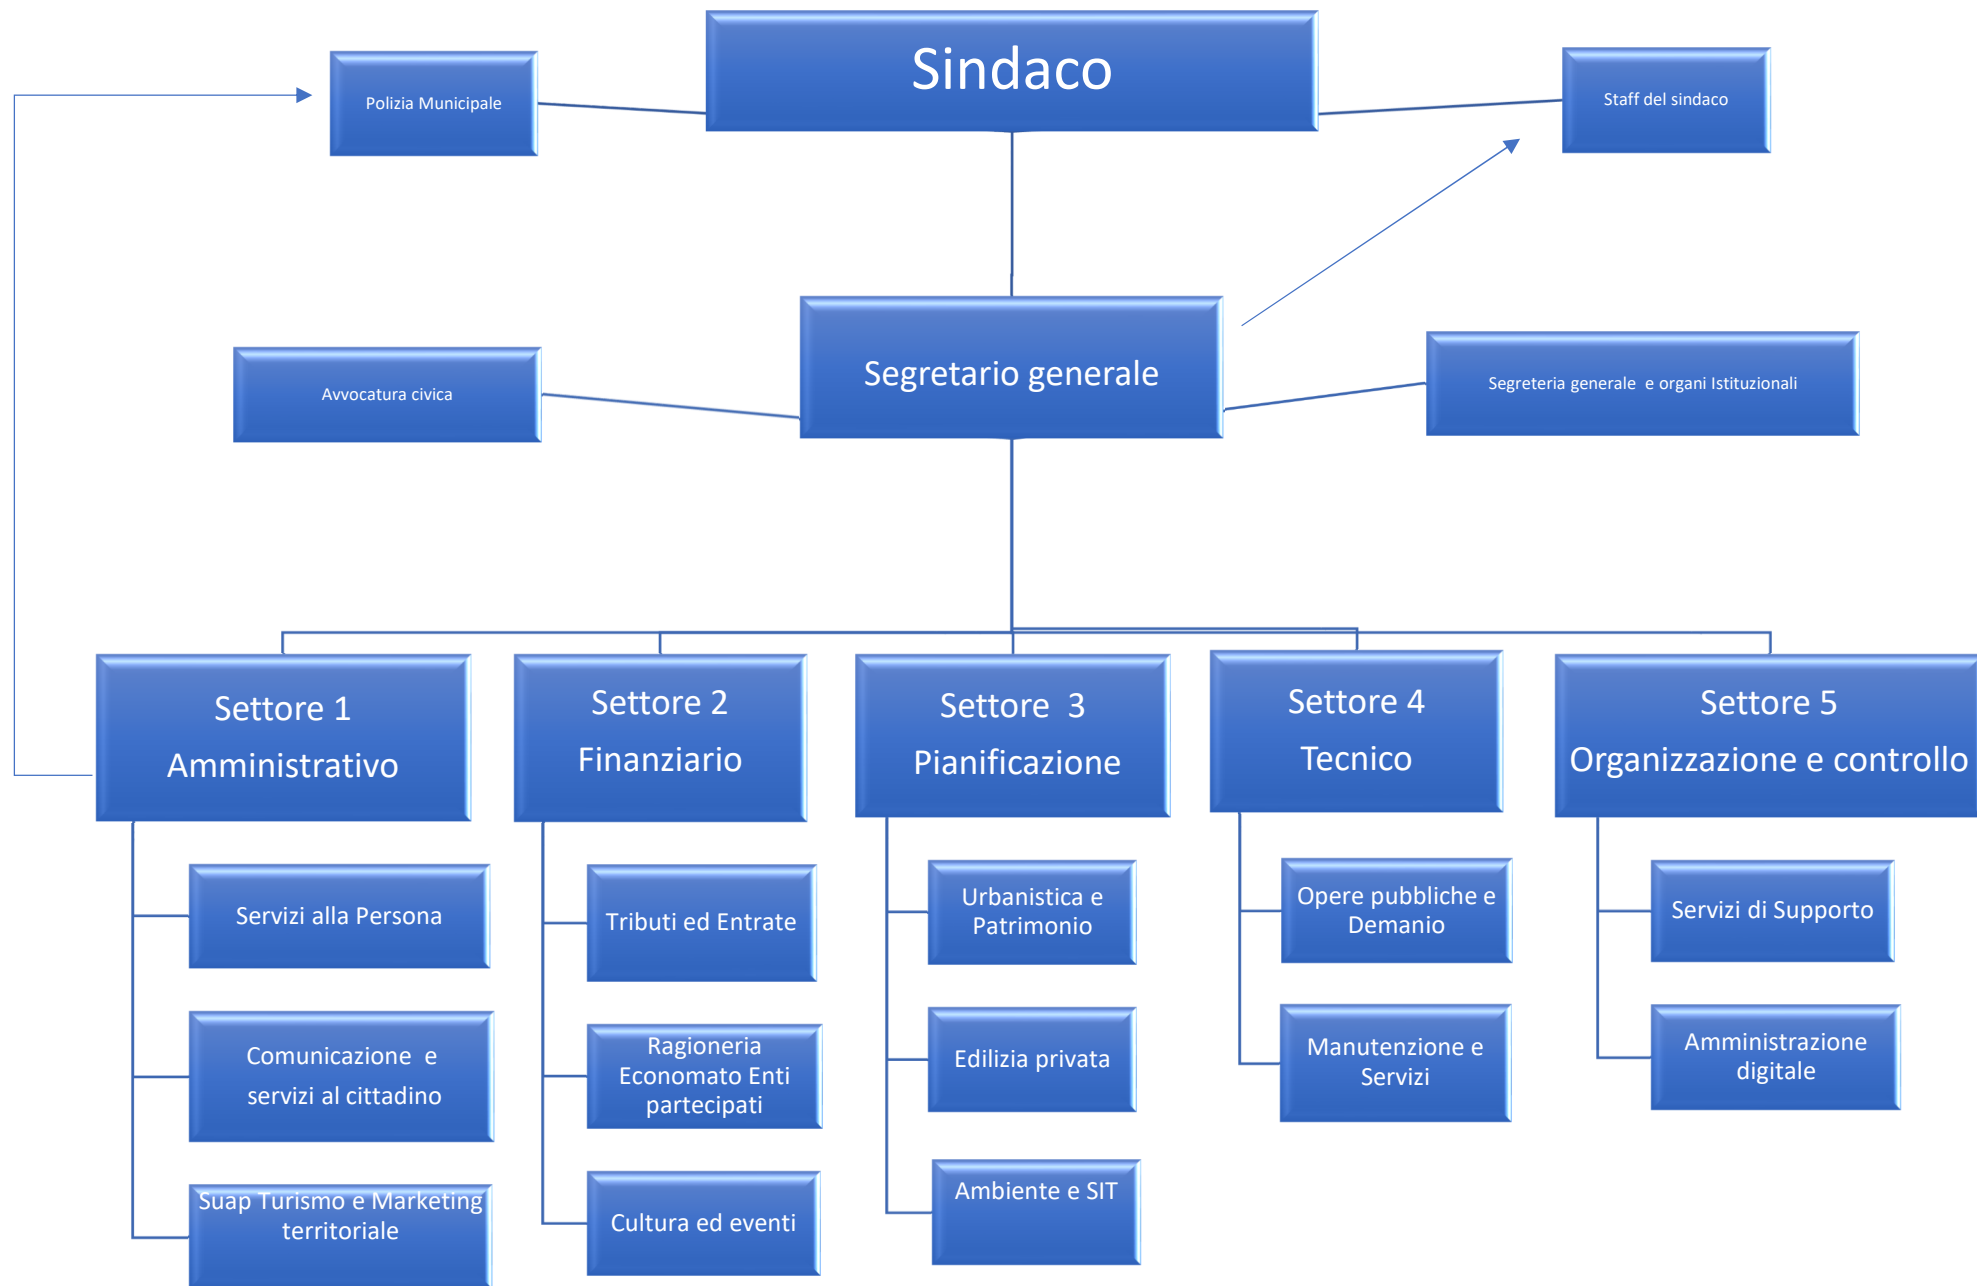 Sindaco
Polizia Municipale
Staff del sindaco
Segretario generale
Avvocatura civica
Segreteria generale  e organi Istituzionali
Settore 1
Amministrativo
Settore 2
Finanziario
Settore  3
Pianificazione
Settore 4
Tecnico
Settore 5
Organizzazione e controllo
Servizi alla Persona
Comunicazione  e
servizi al cittadino
Suap Turismo e Marketing
territoriale
Tributi ed Entrate
Ragioneria
Economato Enti
partecipati
Cultura ed eventi
Urbanistica e
Patrimonio
Edilizia privata
Ambiente e SIT
Opere pubbliche e
Demanio
Manutenzione e
Servizi
Servizi di Supporto
Amministrazione
digitale